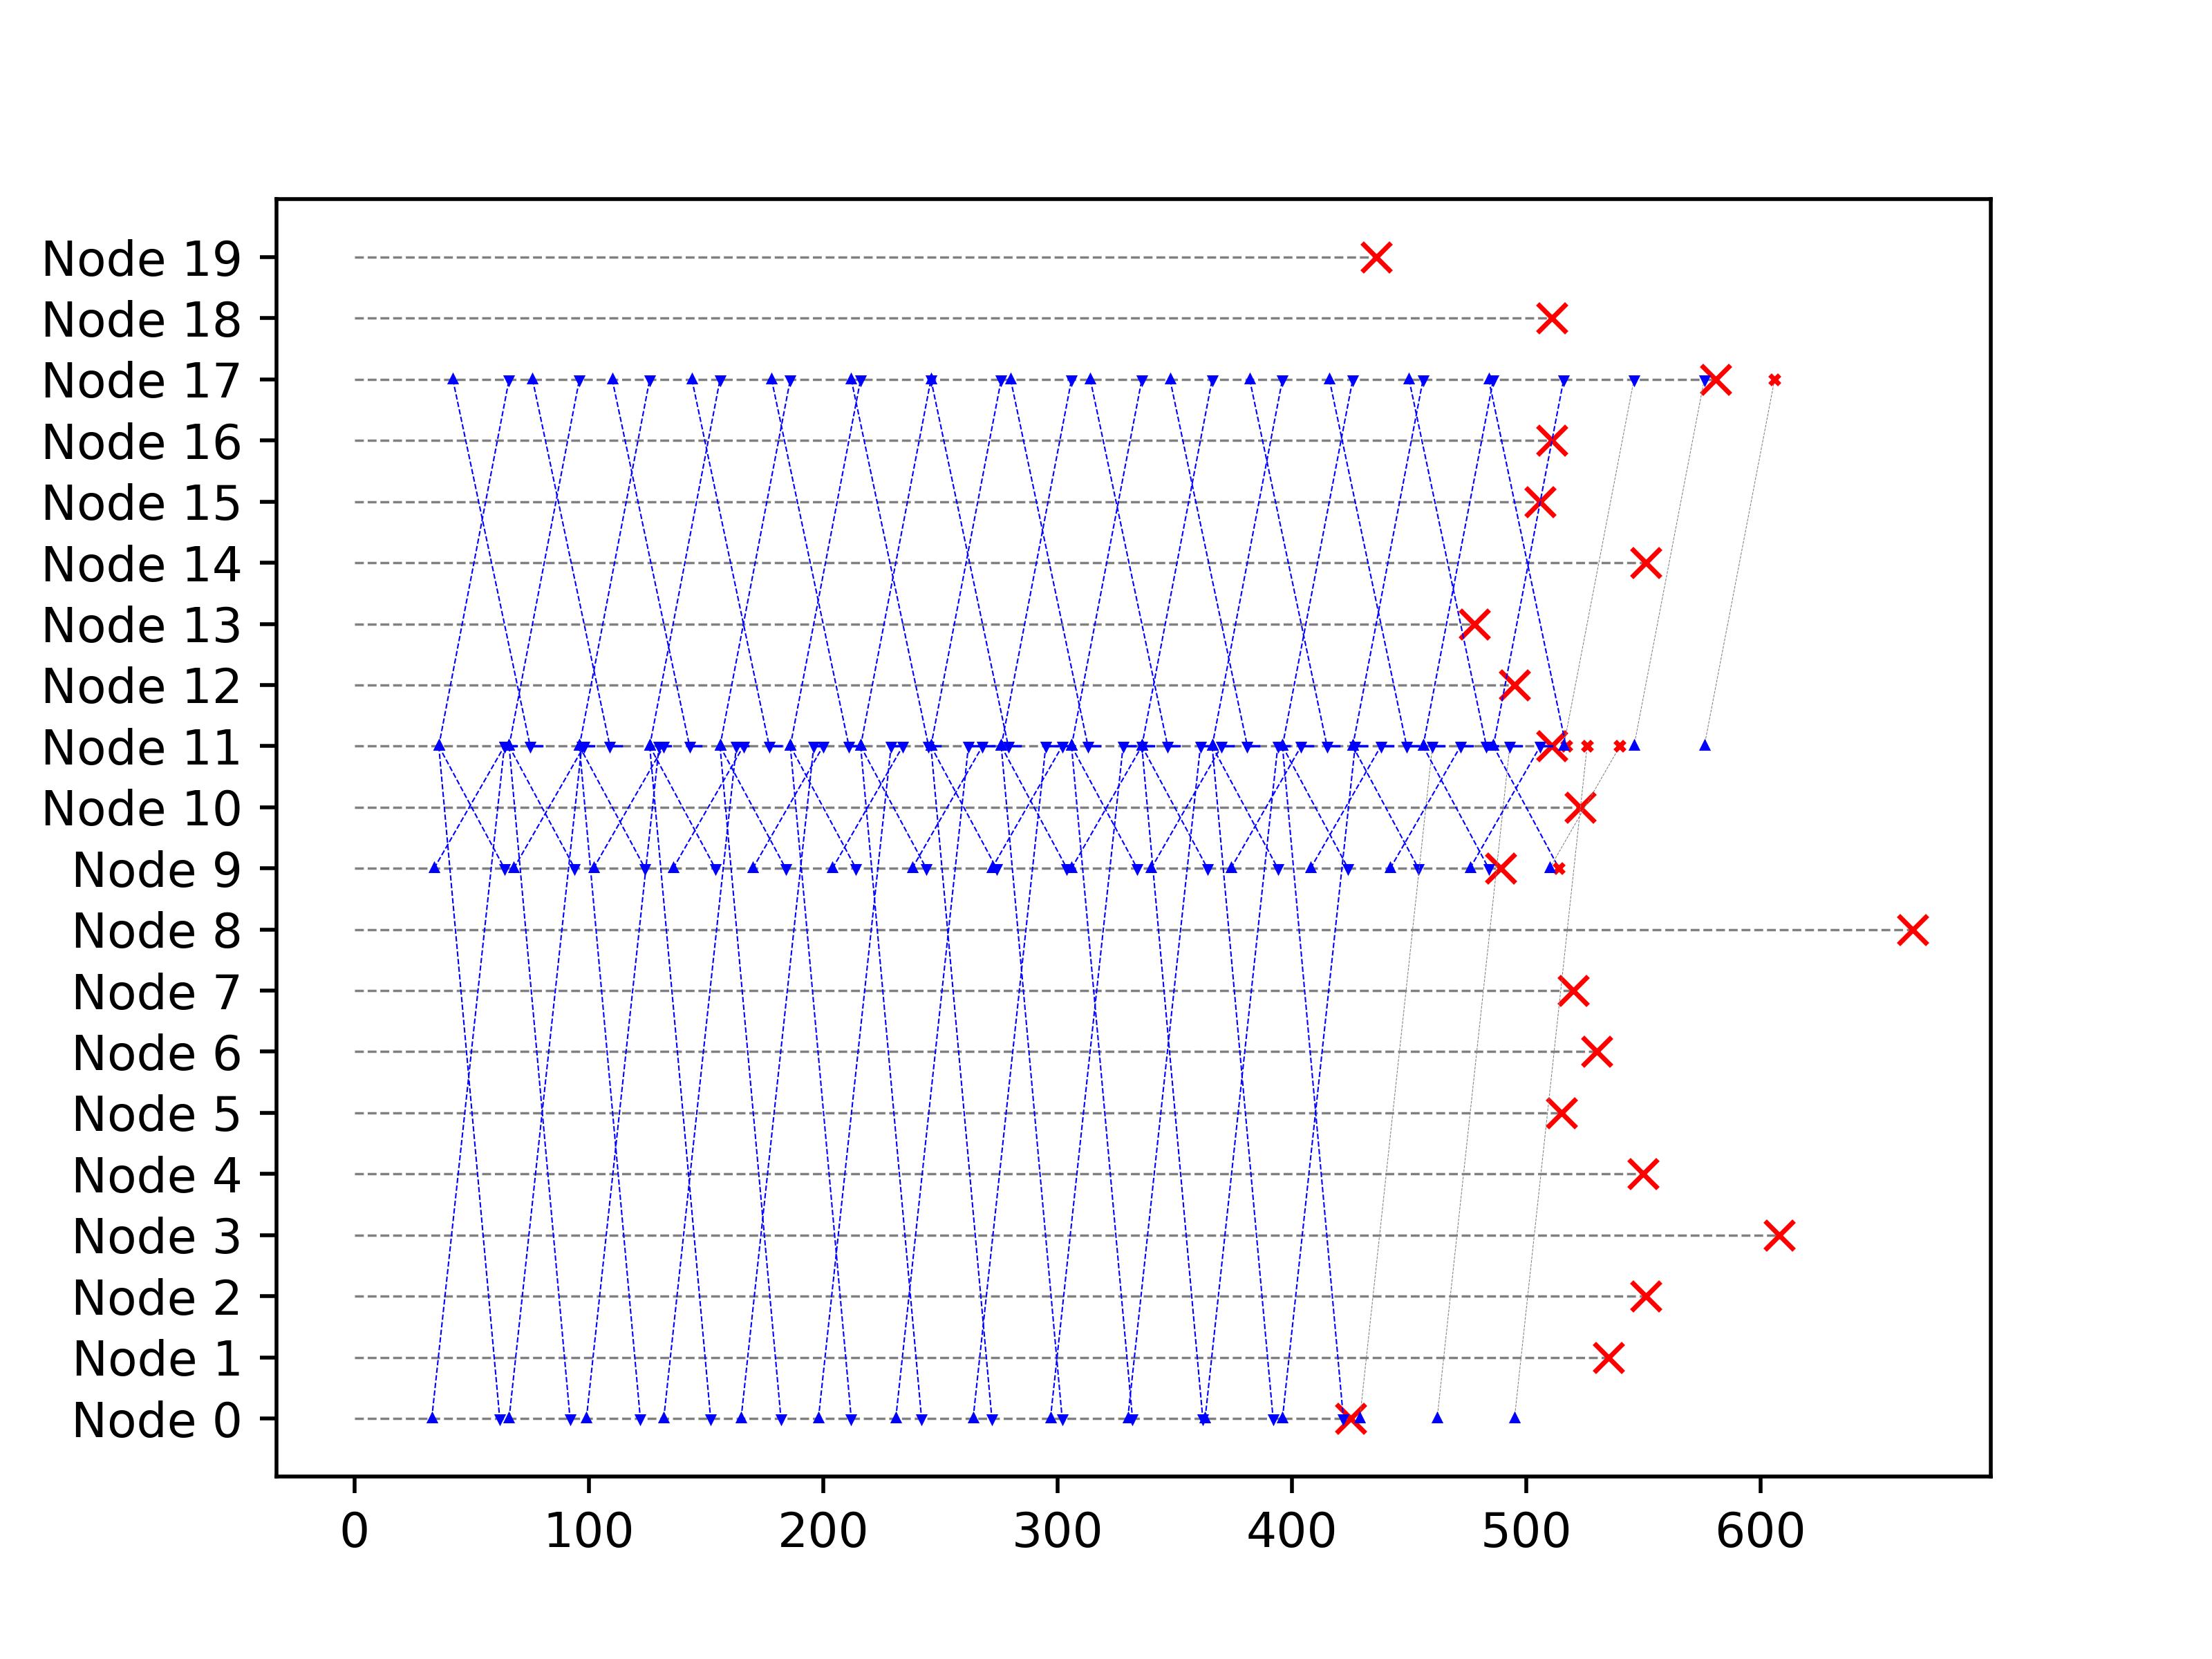 Node 19
Node 18
Node 17
Node 16
Node 15
Node 14
Node 13
Node 12
Node 11
Node 10
Node 9
Node 8
Node 7
Node 6
Node 5
Node 4
Node 3
Node 2
Node 1
Node 0
0 100 200 300 400 500 600